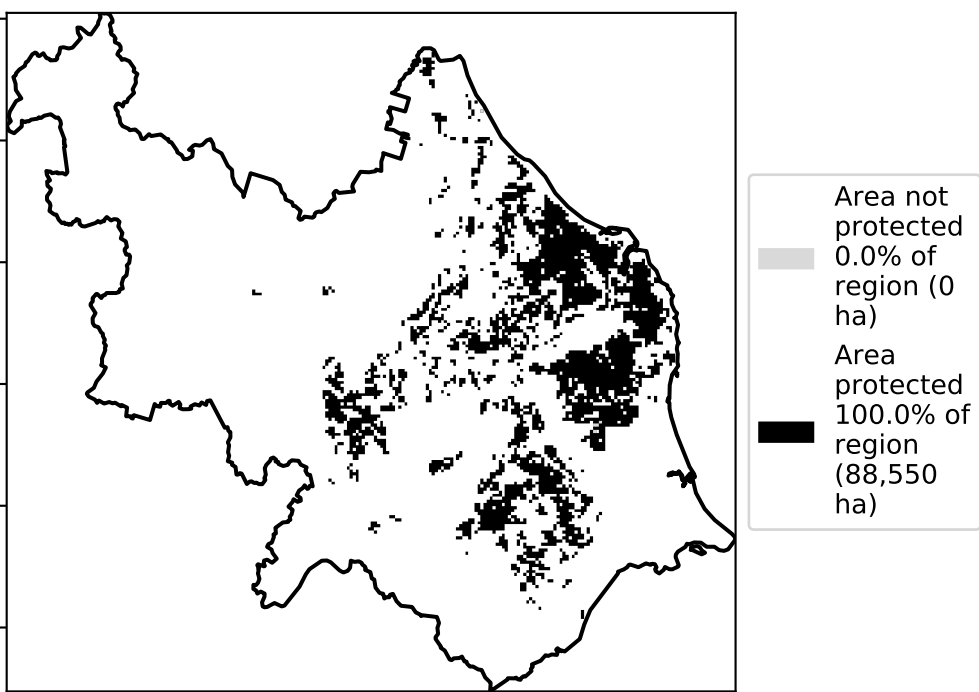 Area not
protected
0.0% of
region (0
ha)
Area
protected
100.0% of
region
(88,550
ha)